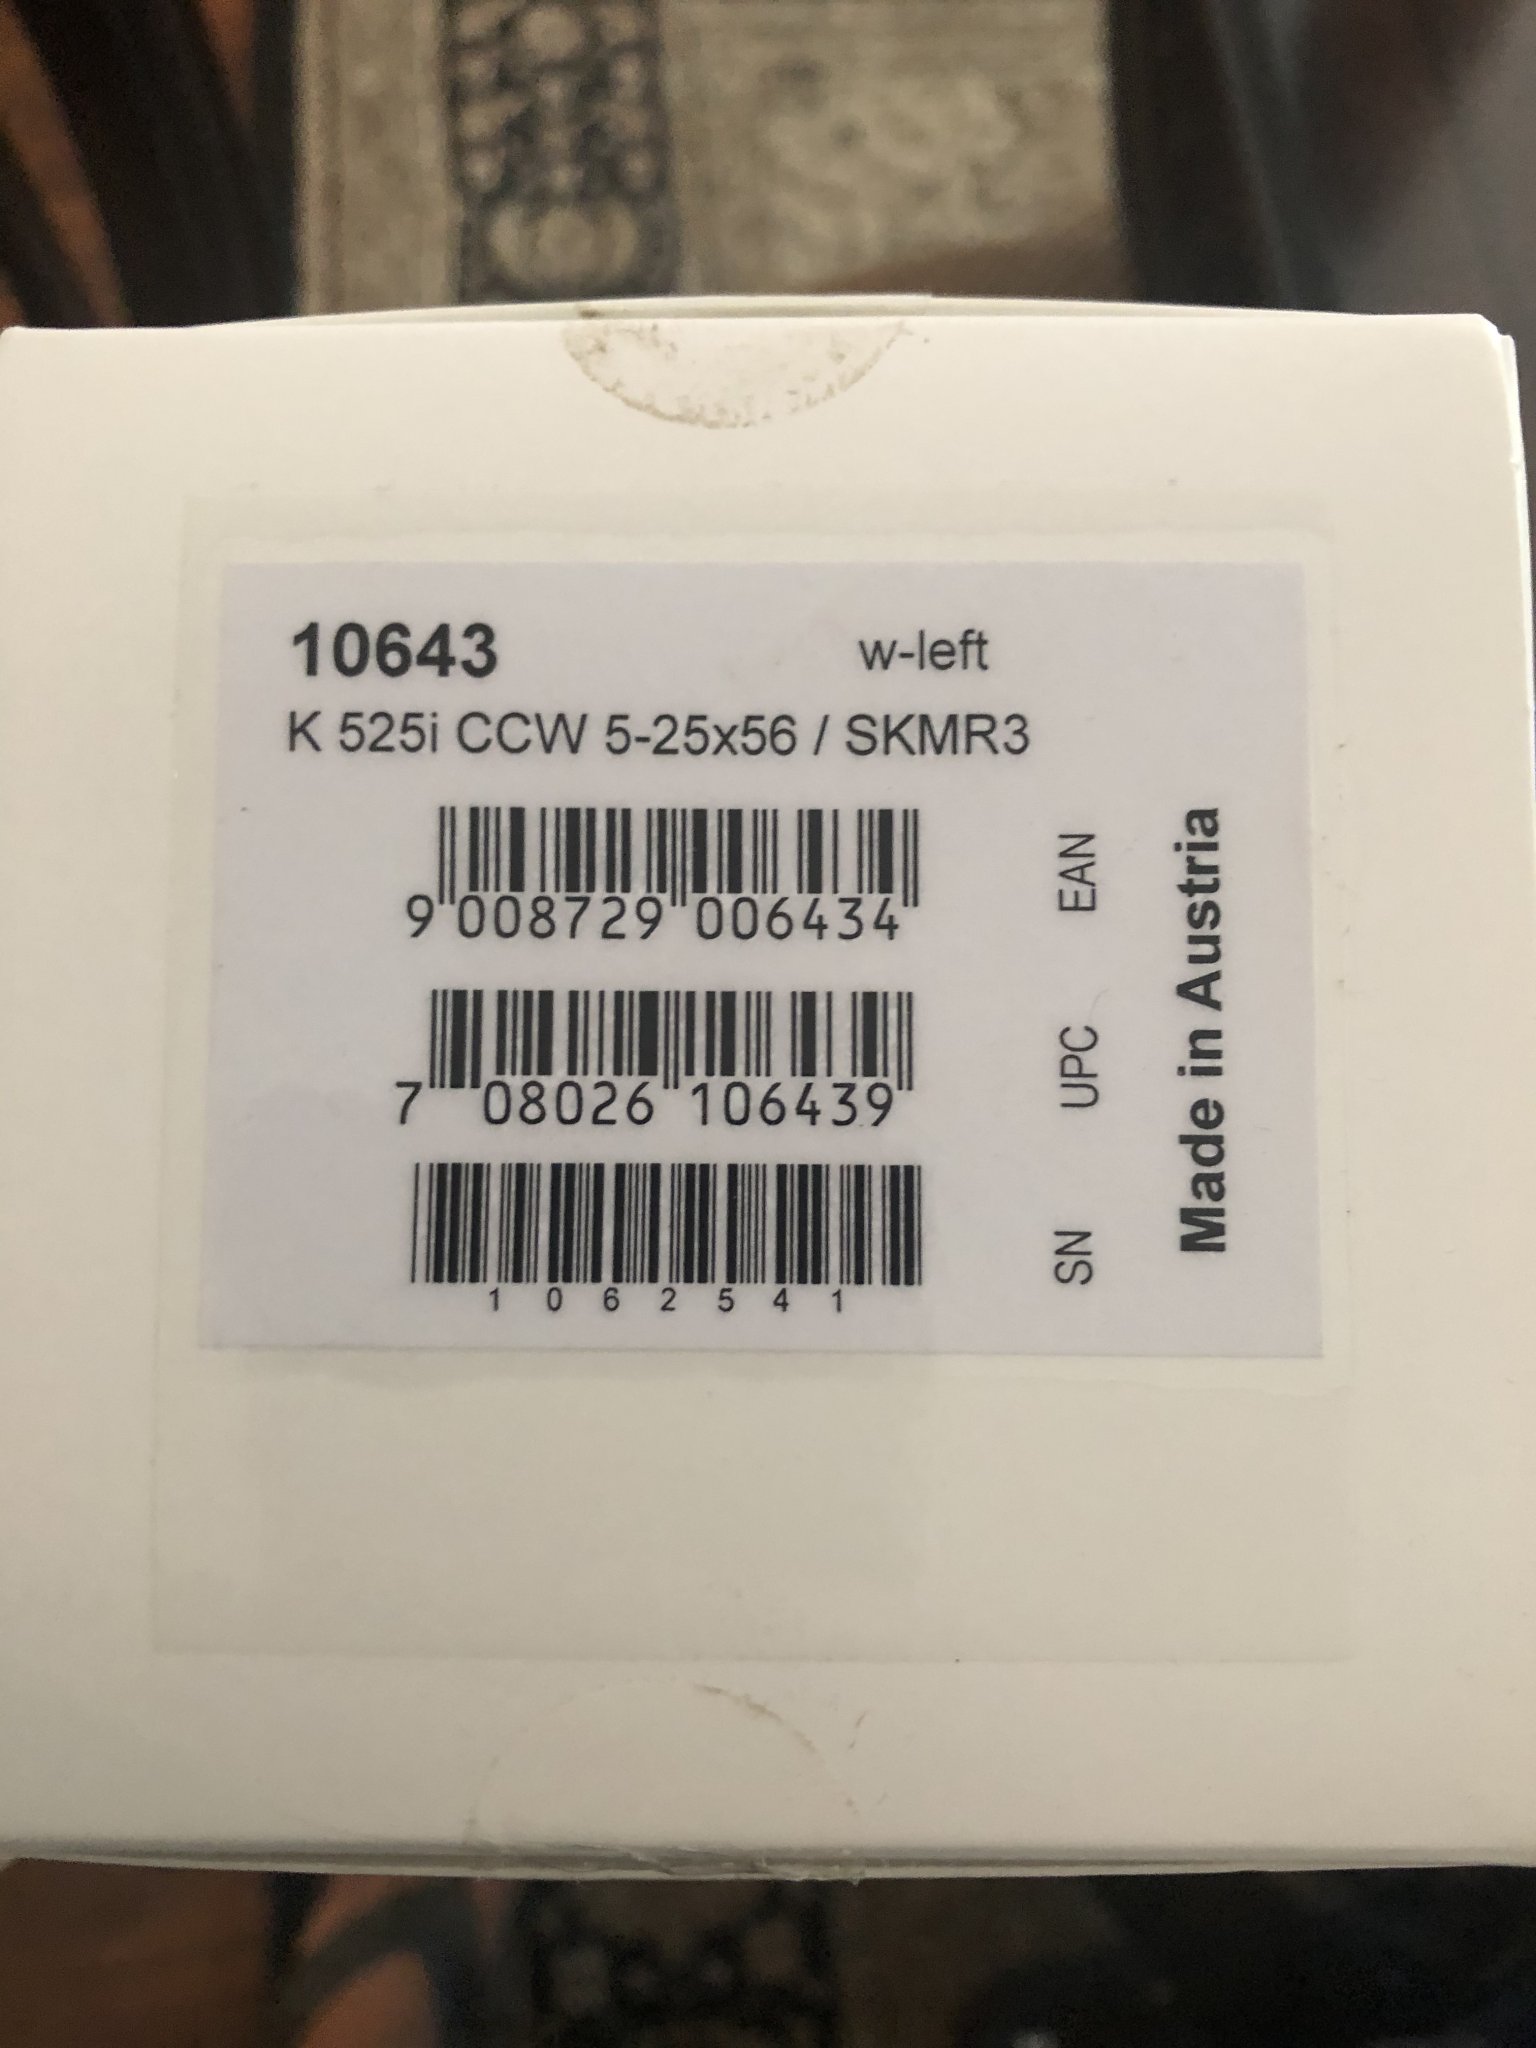 10643 w-left
K 525i CCW 5-25x56 / SKMR3
9 008729 006434 EAN
7 08026 106439 UPC
1 0 6 2 5 4 1 SN
Made in Austria